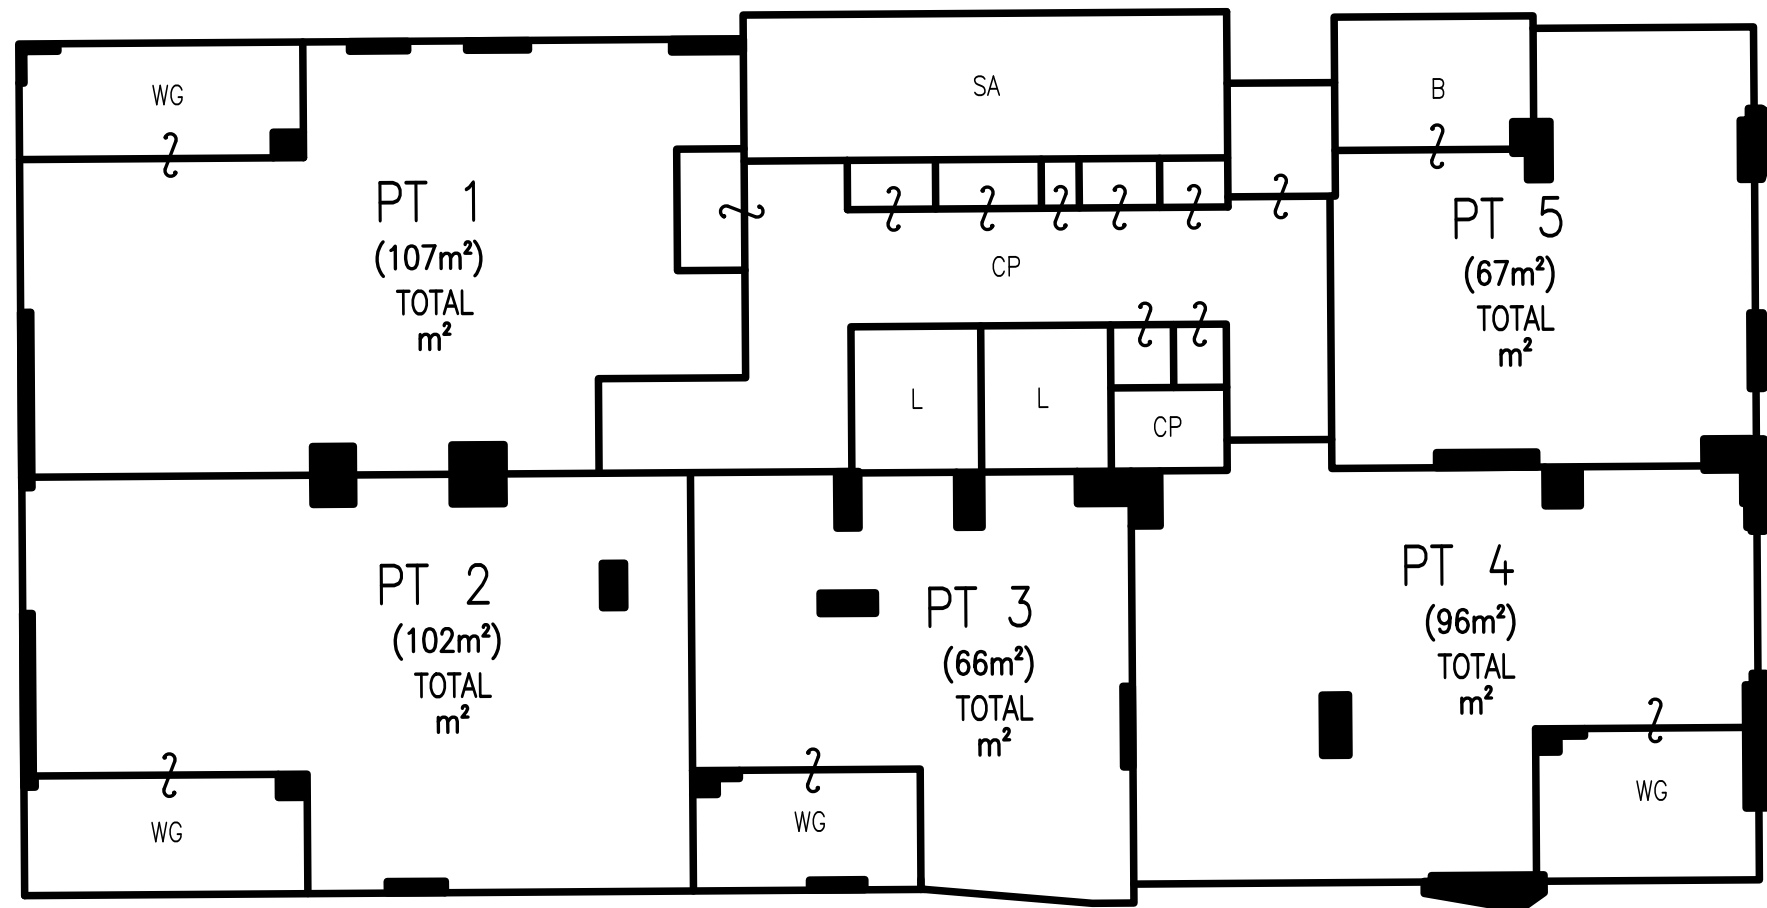 WG
SA
B
PT 1
(107m²)
TOTAL
m²
CP
PT 5
(67m²)
TOTAL
m²
L
L
CP
PT 2
(102m²)
TOTAL
m²
PT 3
(66m²)
TOTAL
m²
PT 4
(96m²)
TOTAL
m²
WG
WG
WG